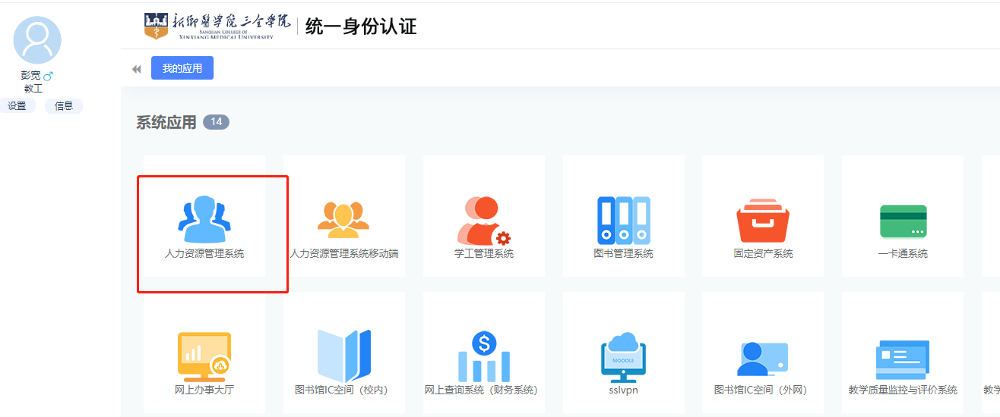 新乡医学院三全学院
SANQUAN COLLEGE OF
XINXIANG MEDICAL UNIVERSITY
统一身份认证
彭宽
教工
设置 信息
我的应用
系统应用 14
人力资源管理系统 人力资源管理系统移动端 学工管理系统 图书管理系统 固定资产系统 一卡通系统
MOODLE
网上办事大厅 图书馆IC空间（校内） 网上查询系统（财务系统） sslvpn 图书馆IC空间（外网） 教学质量监控与评价系统 教学